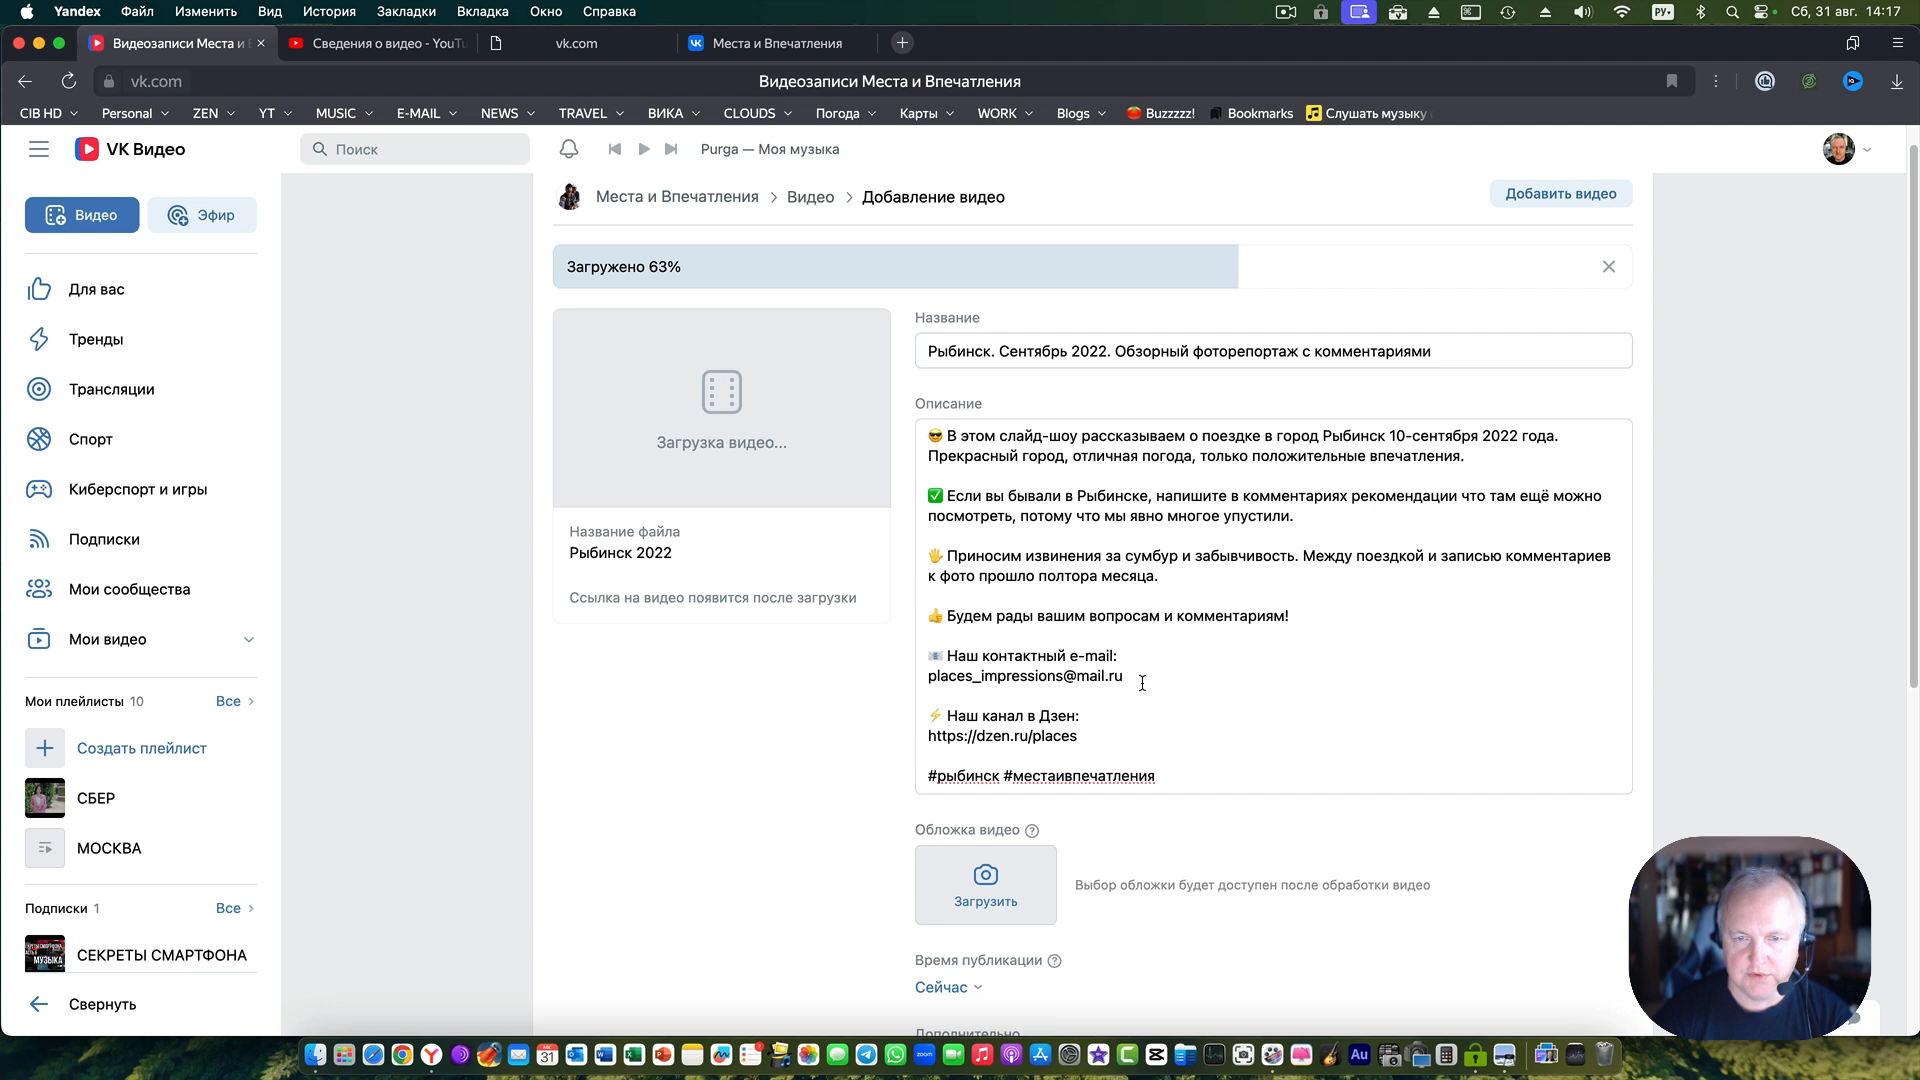 Yandex Файл Изменить Вид История Закладки Вкладка Окно Справка
РУ Сб, 31 авг. 14:17
Видеозаписи Места и
Сведения о видео - YouTu
vk.com
Места и Впечатления
vk.com
Видеозаписи Места и Впечатления
CIB HD Personal ZEN YT MUSIC E-MAIL NEWS TRAVEL ВИКА CLOUDS Погода Карты WORK Blogs Buzzzzz! Bookmarks Слушать музыку
VK Видео
Поиск
Purga — Моя музыка
Видео
Эфир
Для вас
Тренды
Трансляции
Спорт
Киберспорт и игры
Подписки
Мои сообщества
Мои видео
Мои плейлисты 10
Все
Создать плейлист
СБЕР
МОСКВА
Подписки 1
Все
СЕКРЕТЫ СМАРТФОНА
Свернуть
Места и Впечатления > Видео > Добавление видео
Добавить видео
Загружено 63%
Загрузка видео...
Название файла
Рыбинск 2022
Ссылка на видео появится после загрузки
Название
Рыбинск. Сентябрь 2022. Обзорный фоторепортаж с комментариями
Описание
😎 В этом слайд-шоу рассказываем о поездке в город Рыбинск 10-сентября 2022 года.
Прекрасный город, отличная погода, только положительные впечатления.
✅ Если вы бывали в Рыбинске, напишите в комментариях рекомендации что там ещё можно
посмотреть, потому что мы явно многое упустили.
🖐 Приносим извинения за сумбур и забывчивость. Между поездкой и записью комментариев
к фото прошло полтора месяца.
👍 Будем рады вашим вопросам и комментариям!
📧 Наш контактный e-mail:
places_impressions@mail.ru
⚡ Наш канал в Дзен:
https://dzen.ru/places
#рыбинск #местаивпечатления
Обложка видео
Загрузить
Выбор обложки будет доступен после обработки видео
Время публикации
Сейчас
Дополнительно